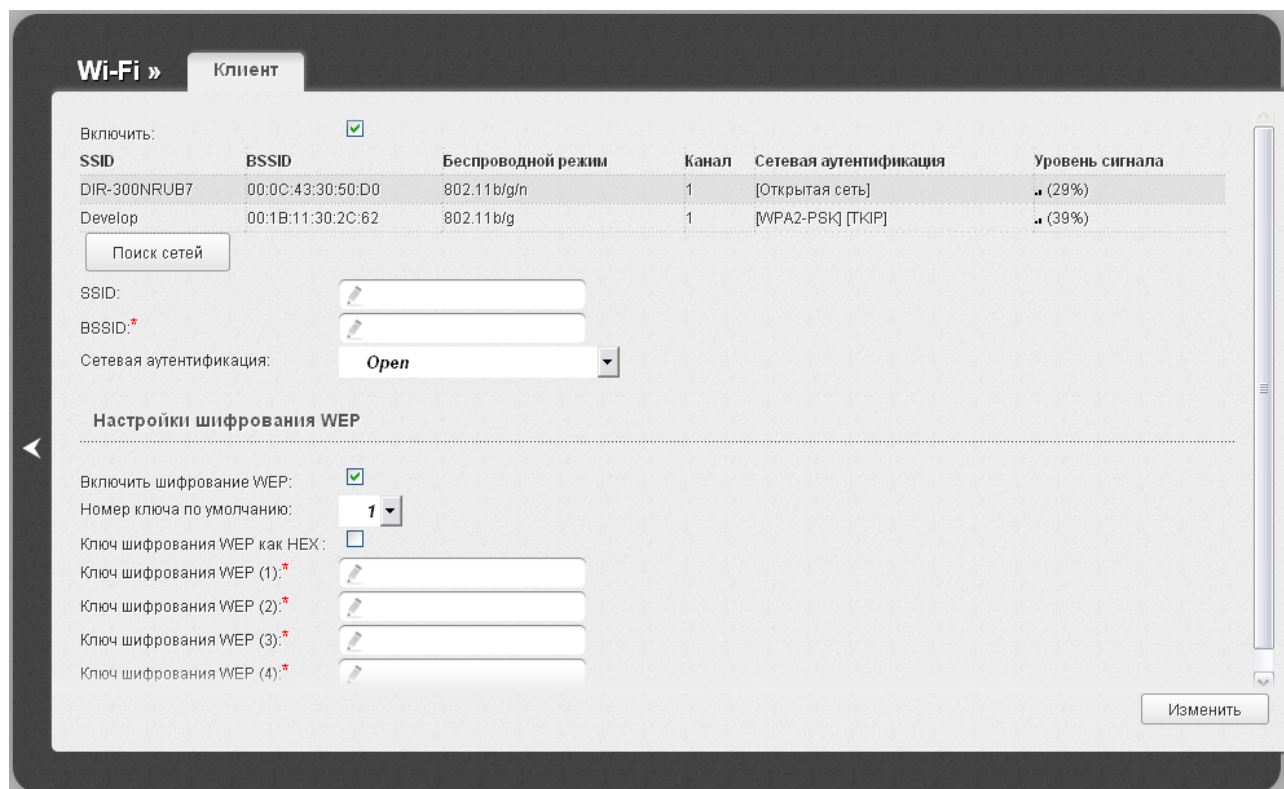 Wi-Fi » Клиент
Включить:
SSID BSSID Беспроводной режим Канал Сетевая аутентификация Уровень сигнала
DIR-300NRUB7 00:0C:43:30:50:D0 802.11b/g/n 1 [Открытая сеть] (29%)
Develop 00:1B:11:30:2C:62 802.11b/g 1 [WPA2-PSK] [TKIP] (39%)
Поиск сетей
SSID:
BSSID:*
Сетевая аутентификация: Open
Настройки шифрования WEP
Включить шифрование WEP:
Номер ключа по умолчанию: 1
Ключ шифрования WEP как HEX :
Ключ шифрования WEP (1):*
Ключ шифрования WEP (2):*
Ключ шифрования WEP (3):*
Ключ шифрования WEP (4):*
Изменить